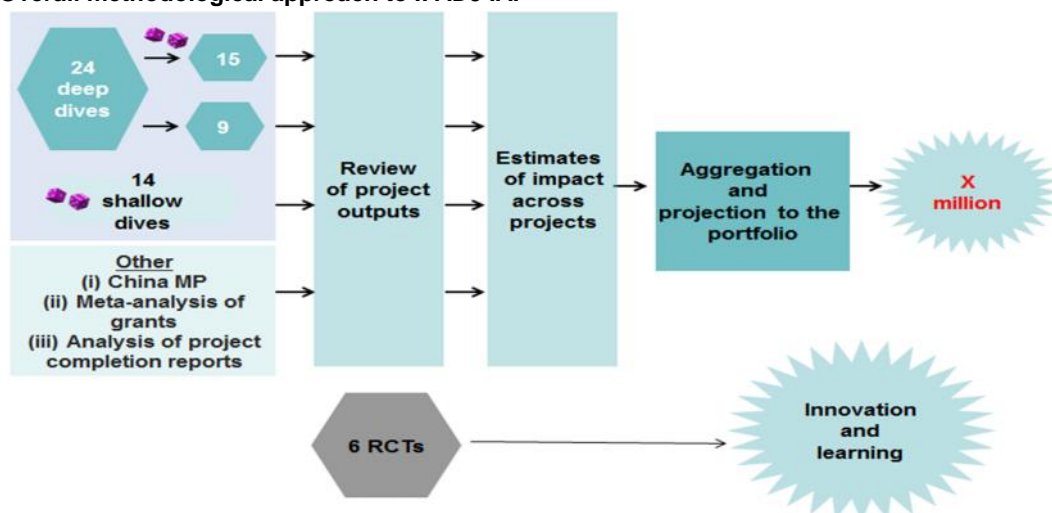 24
deep
dives
15
9
14
shallow
dives
Other
(i) China MP
(ii) Meta-analysis of
grants
(iii) Analysis of project
completion reports
Review
of project
outputs
Estimates
of impact
across
projects
Aggregation
and
projection to the
portfolio
X
million
6 RCTs
Innovation
and
learning